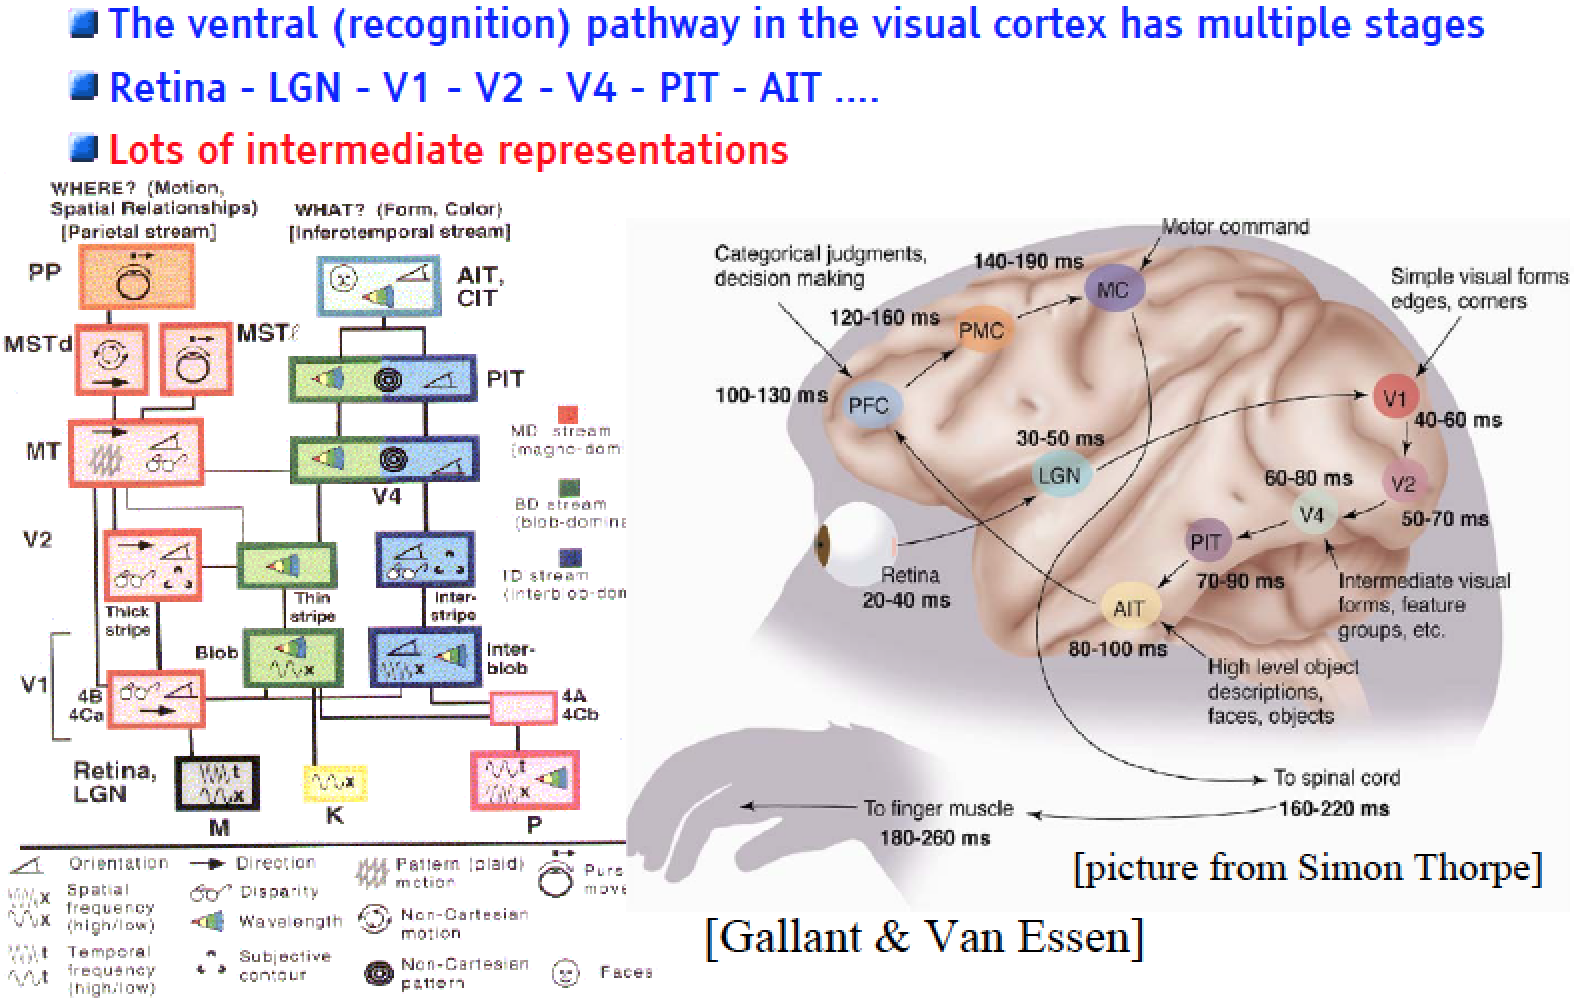 The ventral (recognition) pathway in the visual cortex has multiple stages
Retina - LGN - V1 - V2 - V4 - PIT - AIT ....
Lots of intermediate representations
WHERE? (Motion,
Spatial Relationships)
[Parietal stream]
WHAT? (Form, Color)
[Inferotemporal stream]
PP
AIT,
CIT
MSTd
MSTℓ
PIT
MT
V4
V2
Thick
stripe
Thin
stripe
Inter-
stripe
Blob
Inter-
blob
V1
4B
4Ca
4A
4Cb
Retina,
LGN
t
x
x
x
x
t
x
M
K
P
MD stream
(magno-dom
BD stream
(blob-domina
ID stream
(interblob-dom
Orientation
Direction
Pattern (plaid)
motion
Purs
move
x
x
Spatial
frequency
(high/low)
Disparity
Wavelength
Non-Cartesian
motion
t
t
Temporal
frequency
(high/low)
Subjective
contour
Non-Cartesian
pattern
Faces
Motor command
Categorical judgments,
decision making
140-190 ms
MC
Simple visual forms
edges, corners
120-160 ms
PMC
100-130 ms
PFC
V1
40-60 ms
30-50 ms
LGN
60-80 ms
V2
V4
50-70 ms
PIT
Retina
20-40 ms
70-90 ms
Intermediate visual
forms, feature
groups, etc.
AIT
80-100 ms
High level object
descriptions,
faces, objects
To spinal cord
160-220 ms
To finger muscle
180-260 ms
[picture from Simon Thorpe]
[Gallant & Van Essen]